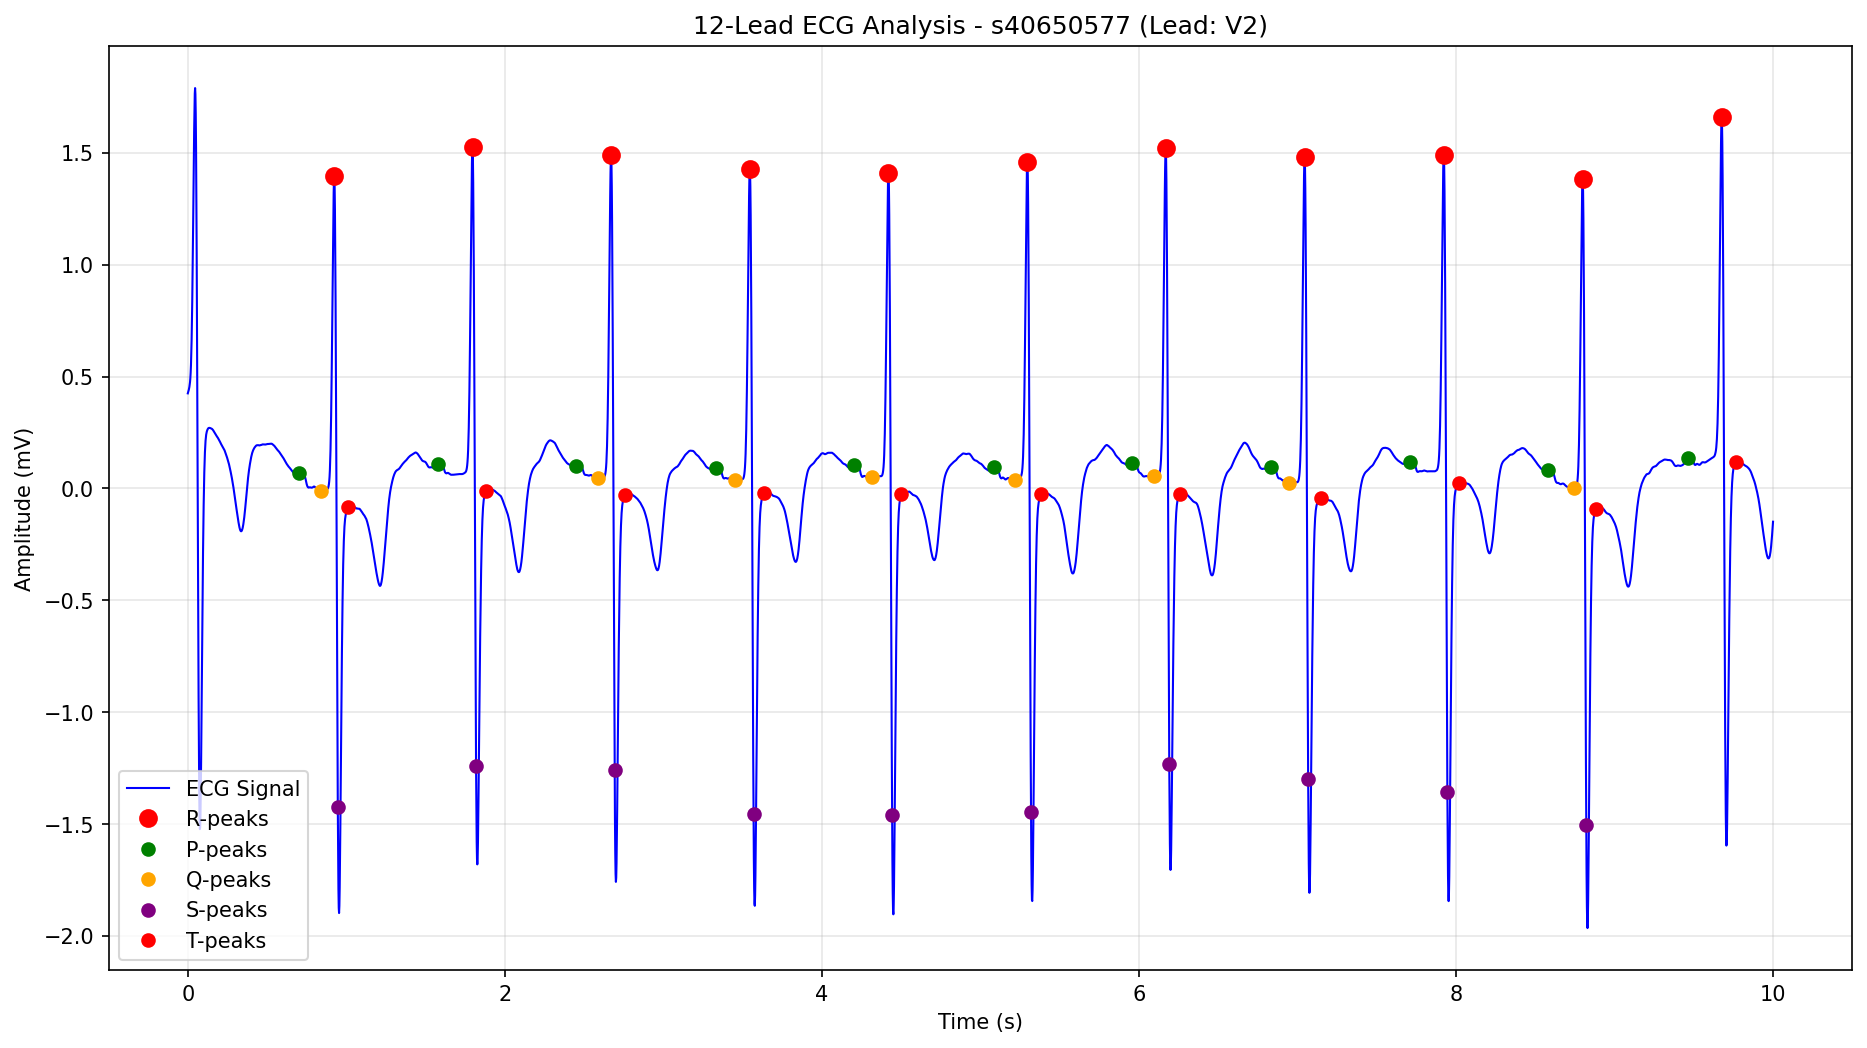 12-Lead ECG Analysis - s40650577 (Lead: V2)
Amplitude (mV)
1.5
1.0
0.5
0.0
−0.5
−1.0
−1.5
−2.0
ECG Signal
R-peaks
P-peaks
Q-peaks
S-peaks
T-peaks
0 2 4 6 8 10
Time (s)